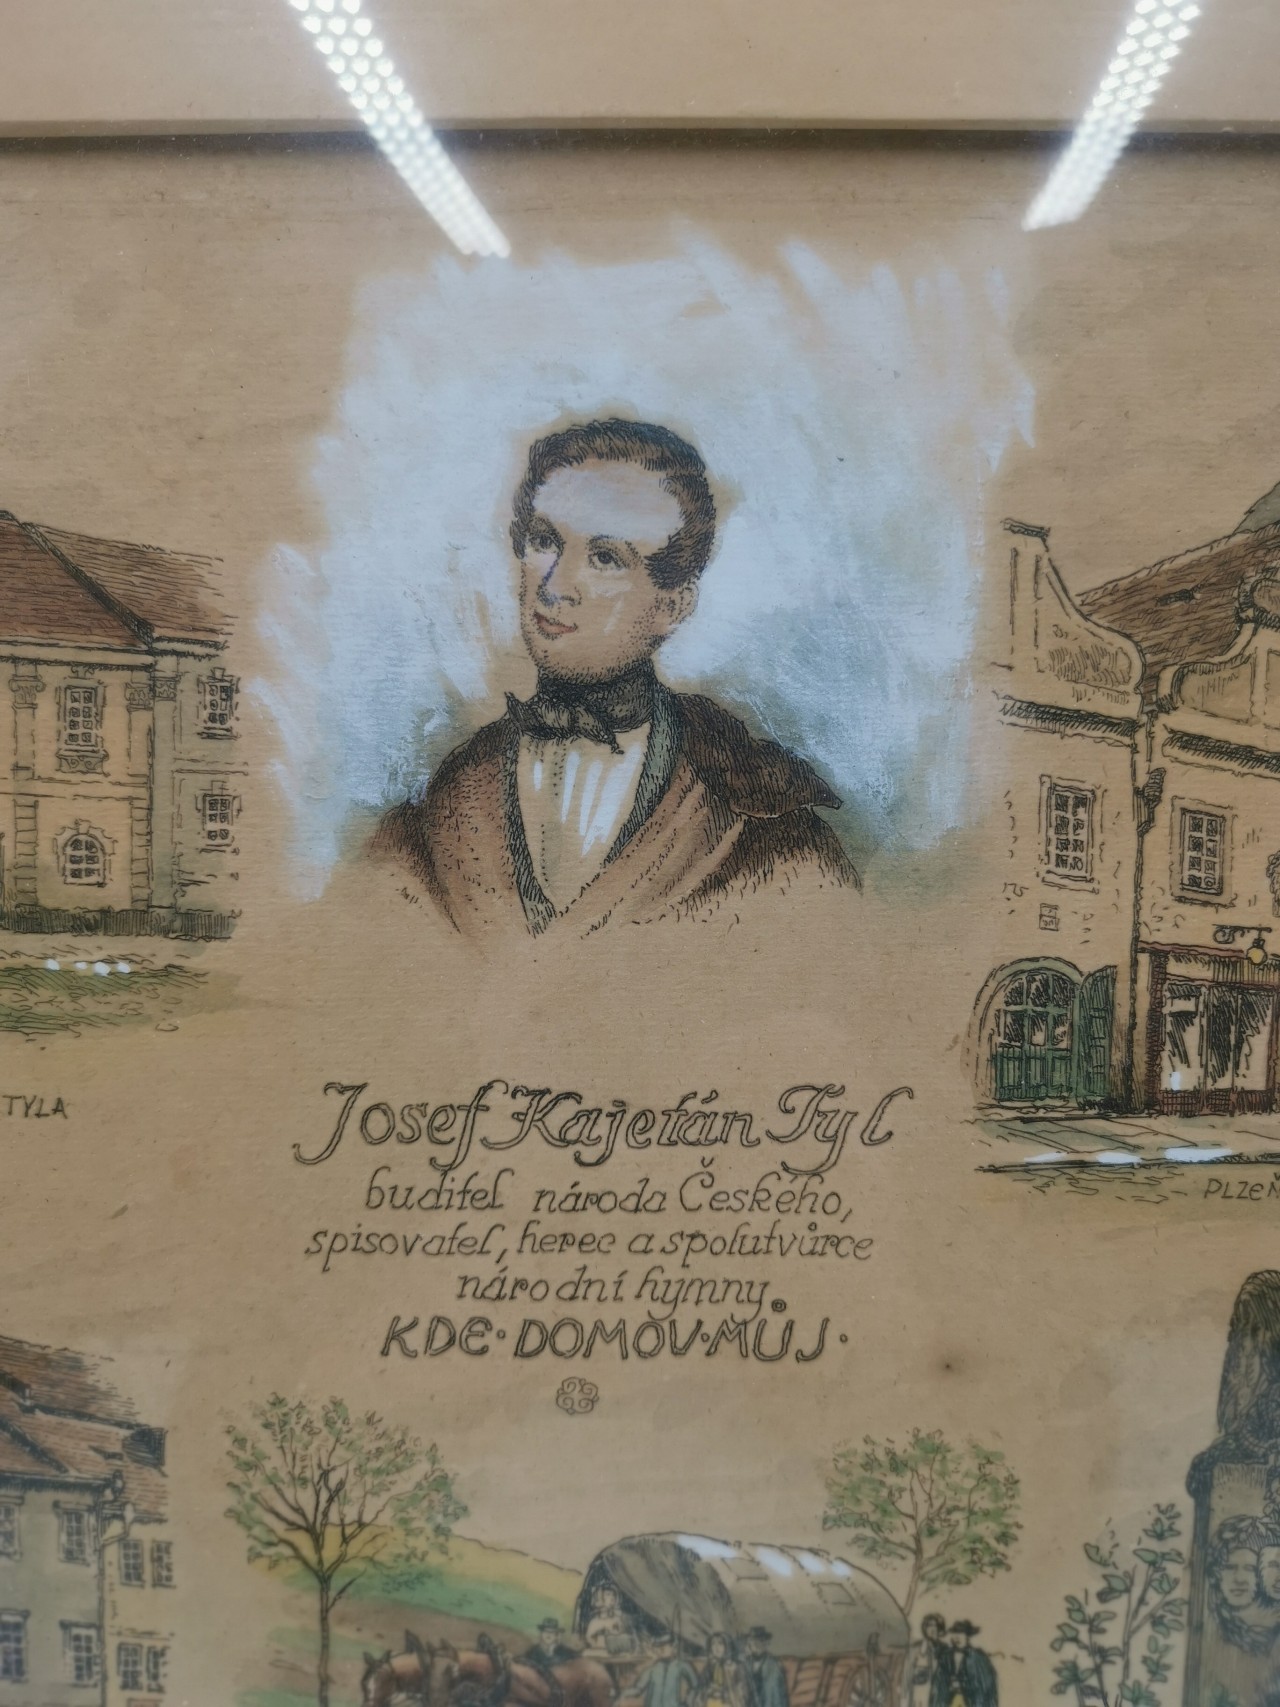 TYLA
Josef Kajetán Tyl
buditel národa Českého,
spisovatel, herec a spolutvůrce
národní hymny
KDE·DOMOV·MŮJ·
PLZEŇ